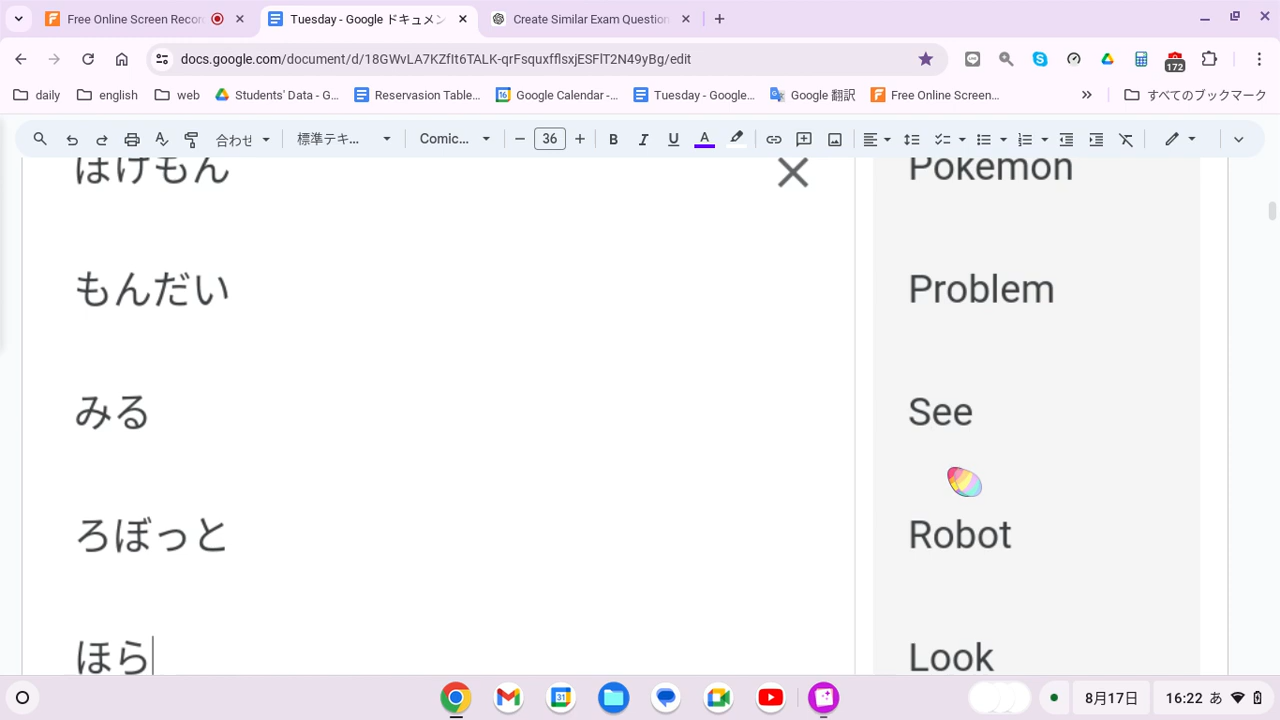 Free Online Screen Recor
Tuesday - Google ドキュメン
Create Similar Exam Question
docs.google.com/document/d/18GWvLA7KZfIt6TALK-qrFsquxfflsxjESFlT2N49yBg/edit
172
daily
english
web
Students' Data - G...
Reservasion Table...
Google Calendar -...
Tuesday - Google...
Google 翻訳
Free Online Screen...
すべてのブックマーク
合わせ
標準テキ...
Comic...
36
ぽけもん
Pokemon
もんだい
Problem
みる
See
ろぼっと
Robot
ほら
Look
8月17日
16:22 あ